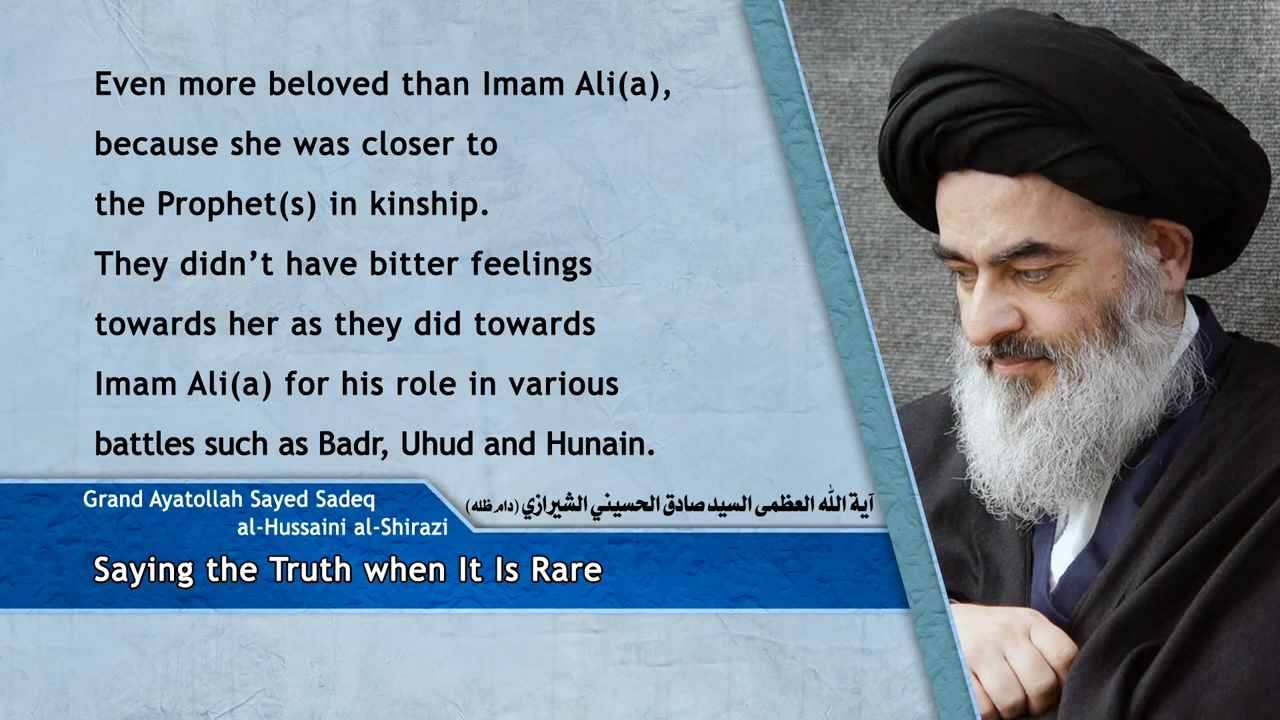 Even more beloved than Imam Ali(a),
because she was closer to
the Prophet(s) in kinship.
They didn’t have bitter feelings
towards her as they did towards
Imam Ali(a) for his role in various
battles such as Badr, Uhud and Hunain.
Grand Ayatollah Sayed Sadeq
al-Hussaini al-Shirazi
آية الله العظمى السيد صادق الحسيني الشيرازي (دام ظله)
Saying the Truth when It Is Rare